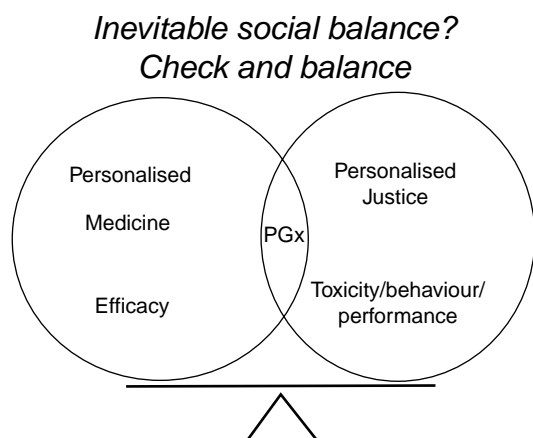 Inevitable social balance?
Check and balance
Personalised
Medicine
Efficacy
PGx
Personalised
Justice
Toxicity/behaviour/
performance